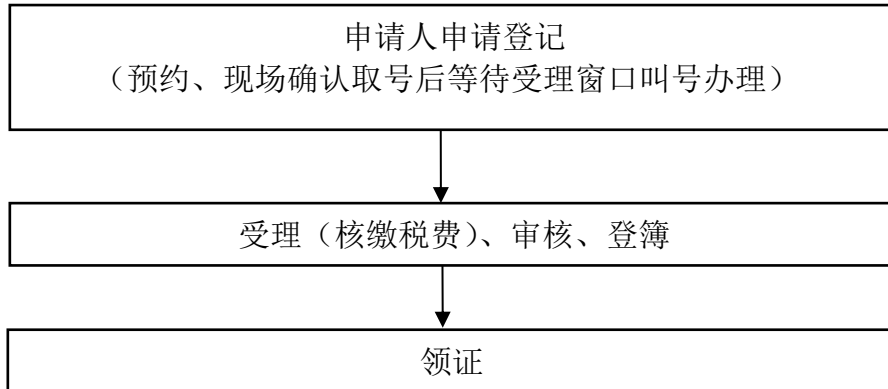 申请人申请登记
（预约、现场确认取号后等待受理窗口叫号办理）
受理（核缴税费）、审核、登簿
领证